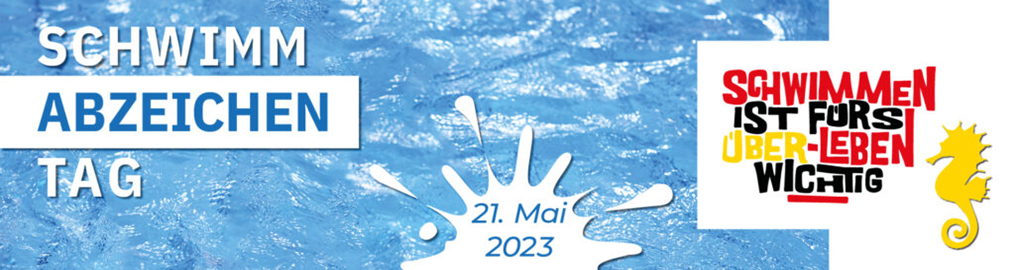 SCHWIMM
ABZEICHEN
TAG
21. Mai
2023
SCHWIMMEN
IST FÜRS
ÜBER-LEBEN
WICHTIG